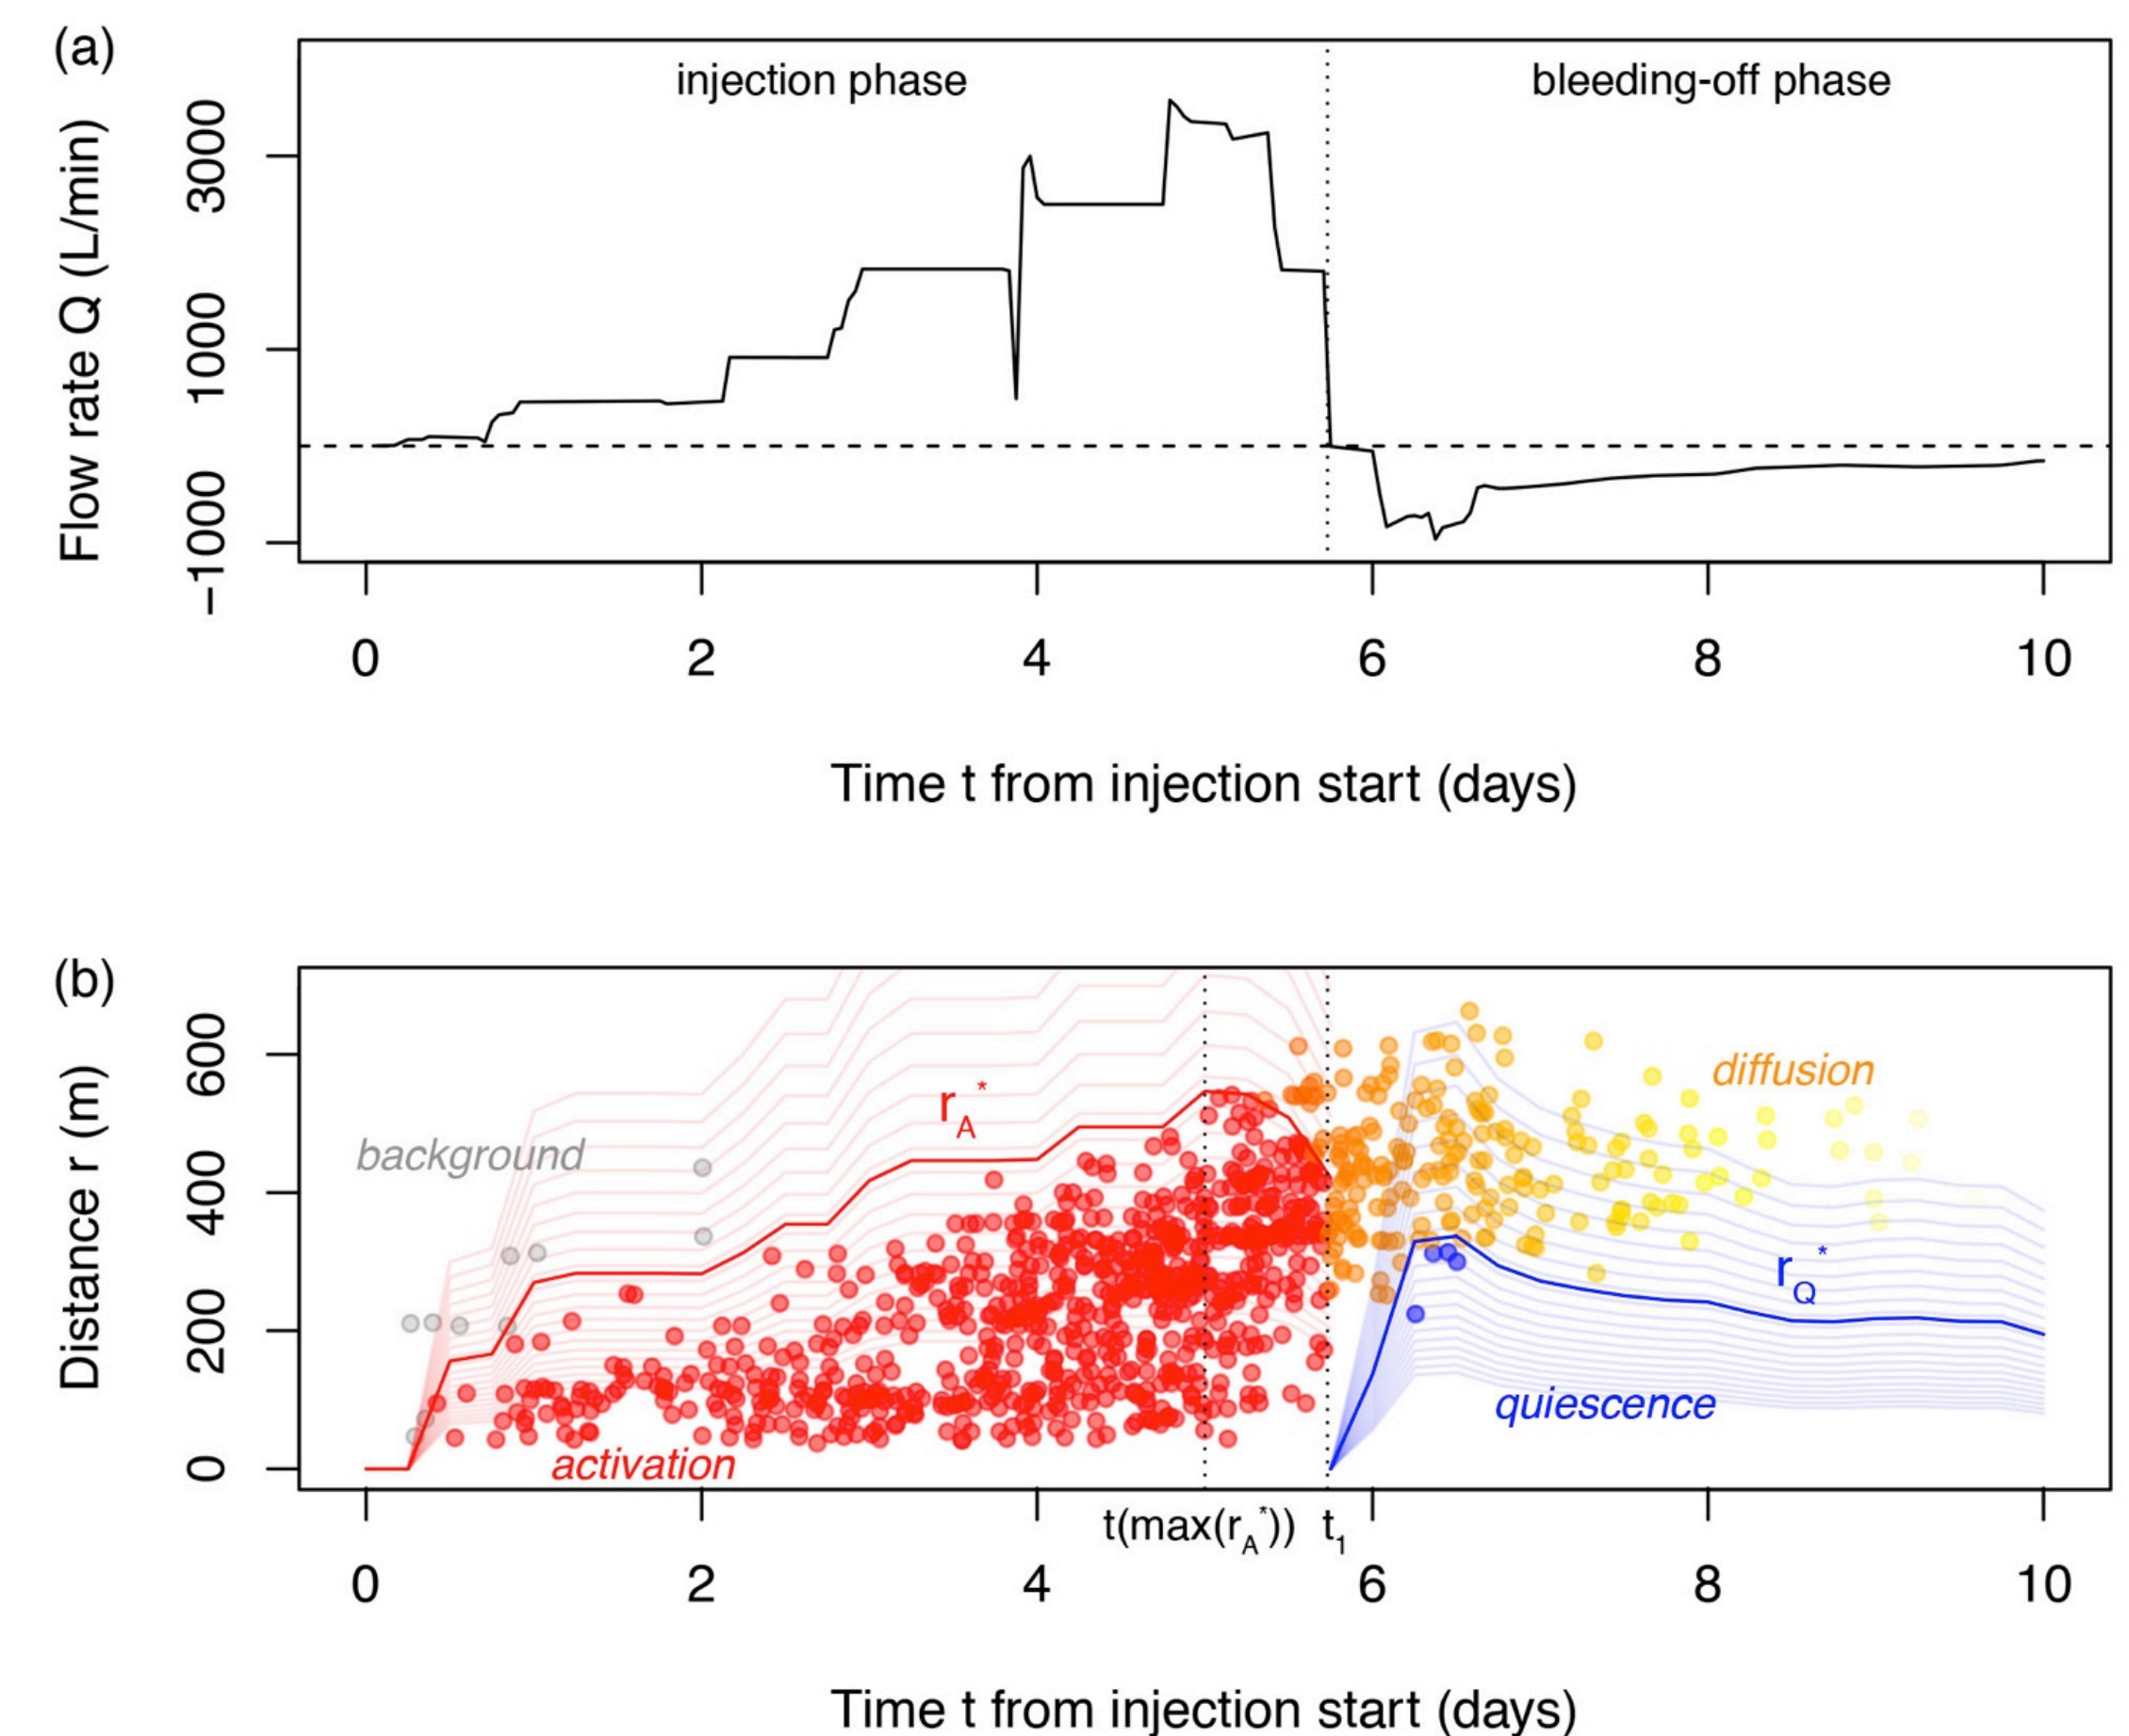 (a)
injection phase
bleeding-off phase
Flow rate Q (L/min)
3000
1000
−1000
0 2 4 6 8 10
Time t from injection start (days)
(b)
Distance r (m)
600
400
200
0
background
r_A*
diffusion
r_Q*
quiescence
activation
t(max(r_A*)) t_1
0 2 4 6 8 10
Time t from injection start (days)